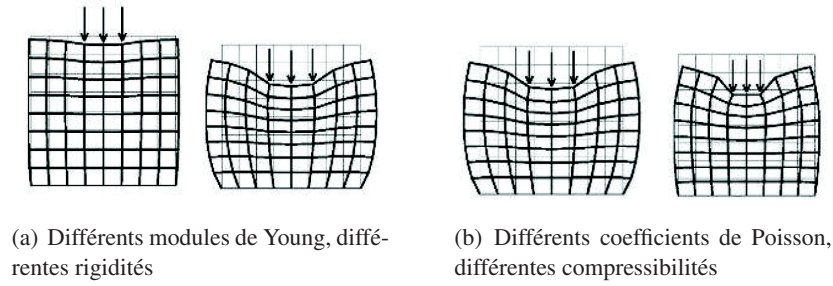 (a) Différents modules de Young, diffé-
rentes rigidités
(b) Différents coefficients de Poisson,
différentes compressibilités